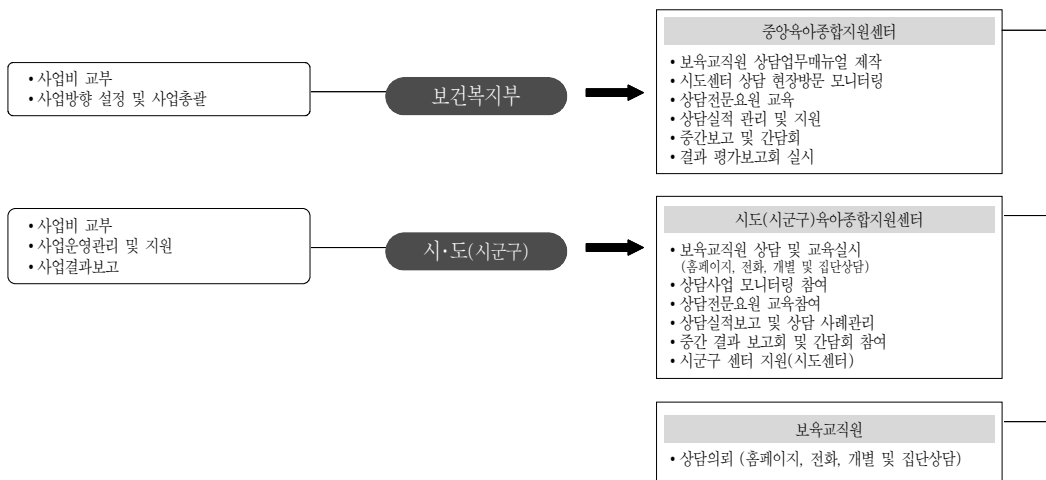 • 사업비 교부
• 사업방향 설정 및 사업총괄
보건복지부
중앙육아종합지원센터
• 보육교직원 상담업무매뉴얼 제작
• 시도센터 상담 현장방문 모니터링
• 상담전문요원 교육
• 상담실적 관리 및 지원
• 중간보고 및 간담회
• 결과 평가보고회 실시
• 사업비 교부
• 사업운영관리 및 지원
• 사업결과보고
시·도(시군구)
시도(시군구)육아종합지원센터
• 보육교직원 상담 및 교육실시
(홈페이지, 전화, 개별 및 집단상담)
• 상담사업 모니터링 참여
• 상담전문요원 교육참여
• 상담실적보고 및 상담 사례관리
• 중간 결과 보고회 및 간담회 참여
• 시군구 센터 지원(시도센터)
보육교직원
• 상담의뢰 (홈페이지, 전화, 개별 및 집단상담)